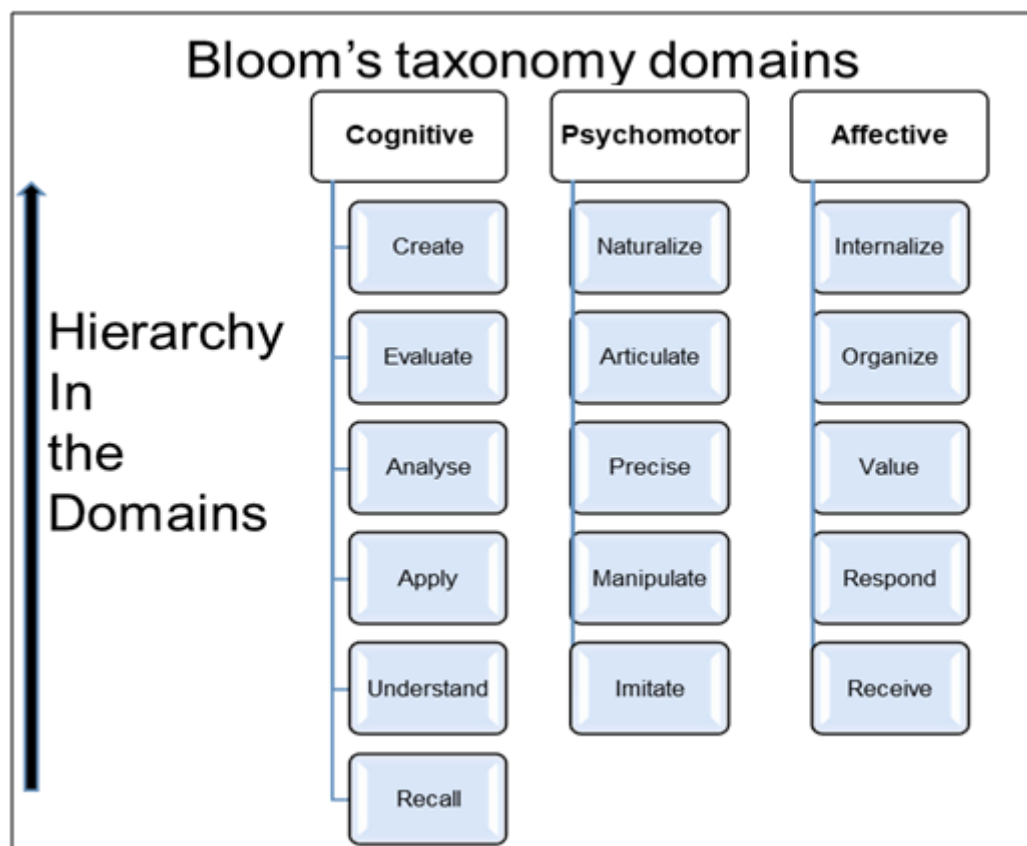 Bloom's taxonomy domains
Cognitive
Psychomotor
Affective
Hierarchy
In
the
Domains
Create
Evaluate
Analyse
Apply
Understand
Recall
Naturalize
Articulate
Precise
Manipulate
Imitate
Internalize
Organize
Value
Respond
Receive